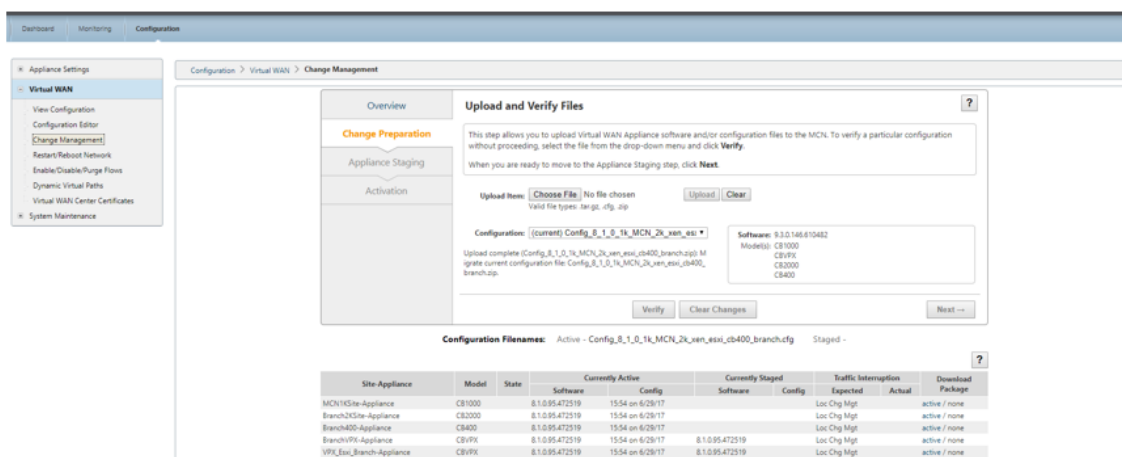 Dashboard Monitoring Configuration
Appliance Settings
Virtual WAN
View Configuration
Configuration Editor
Change Management
Restart/Reboot Network
Enable/Disable/Purge Flows
Dynamic Virtual Paths
Virtual WAN Center Certificates
System Maintenance
Configuration > Virtual WAN > Change Management
Overview
Change Preparation
Appliance Staging
Activation
Upload and Verify Files ?
This step allows you to upload Virtual WAN Appliance software and/or configuration files to the MCN. To verify a particular configuration
without proceeding, select the file from the drop-down menu and click Verify.
When you are ready to move to the Appliance Staging step, click Next.
Upload Item: Choose File No file chosen Upload Clear
Valid file types: .tar.gz, .cfg, .zip
Configuration: (current) Config_8_1_0_1k_MCN_2k_xen_es:
Upload complete (Config_8_1_0_1k_MCN_2k_xen_esxi_cb400_branch.zip): M
igrate current configuration file: Config_8_1_0_1k_MCN_2k_xen_esxi_cb400_
branch.zip.
Software: 9.3.0.146.610482
Model(s): CB1000
CBVPX
CB2000
CB400
Verify Clear Changes Next →
Configuration Filenames: Active - Config_8_1_0_1k_MCN_2k_xen_esxi_cb400_branch.cfg Staged -
?
Site-Appliance Model State Currently Active Currently Staged Traffic Interruption Download Package
Software Config Software Config Expected Actual
MCN1KSite-Appliance CB1000 8.1.0.95.472519 15:54 on 6/29/17 Loc Chg Mgt active / none
Branch2KSite-Appliance CB2000 8.1.0.95.472519 15:54 on 6/29/17 Loc Chg Mgt active / none
Branch400-Appliance CB400 8.1.0.95.472519 15:54 on 6/29/17 Loc Chg Mgt active / none
BranchVPX-Appliance CBVPX 8.1.0.95.472519 15:54 on 6/29/17 8.1.0.95.472519 Loc Chg Mgt active / none
VPX_Esxi_Branch-Appliance CBVPX 8.1.0.95.472519 15:54 on 6/29/17 8.1.0.95.472519 Loc Chg Mgt active / none